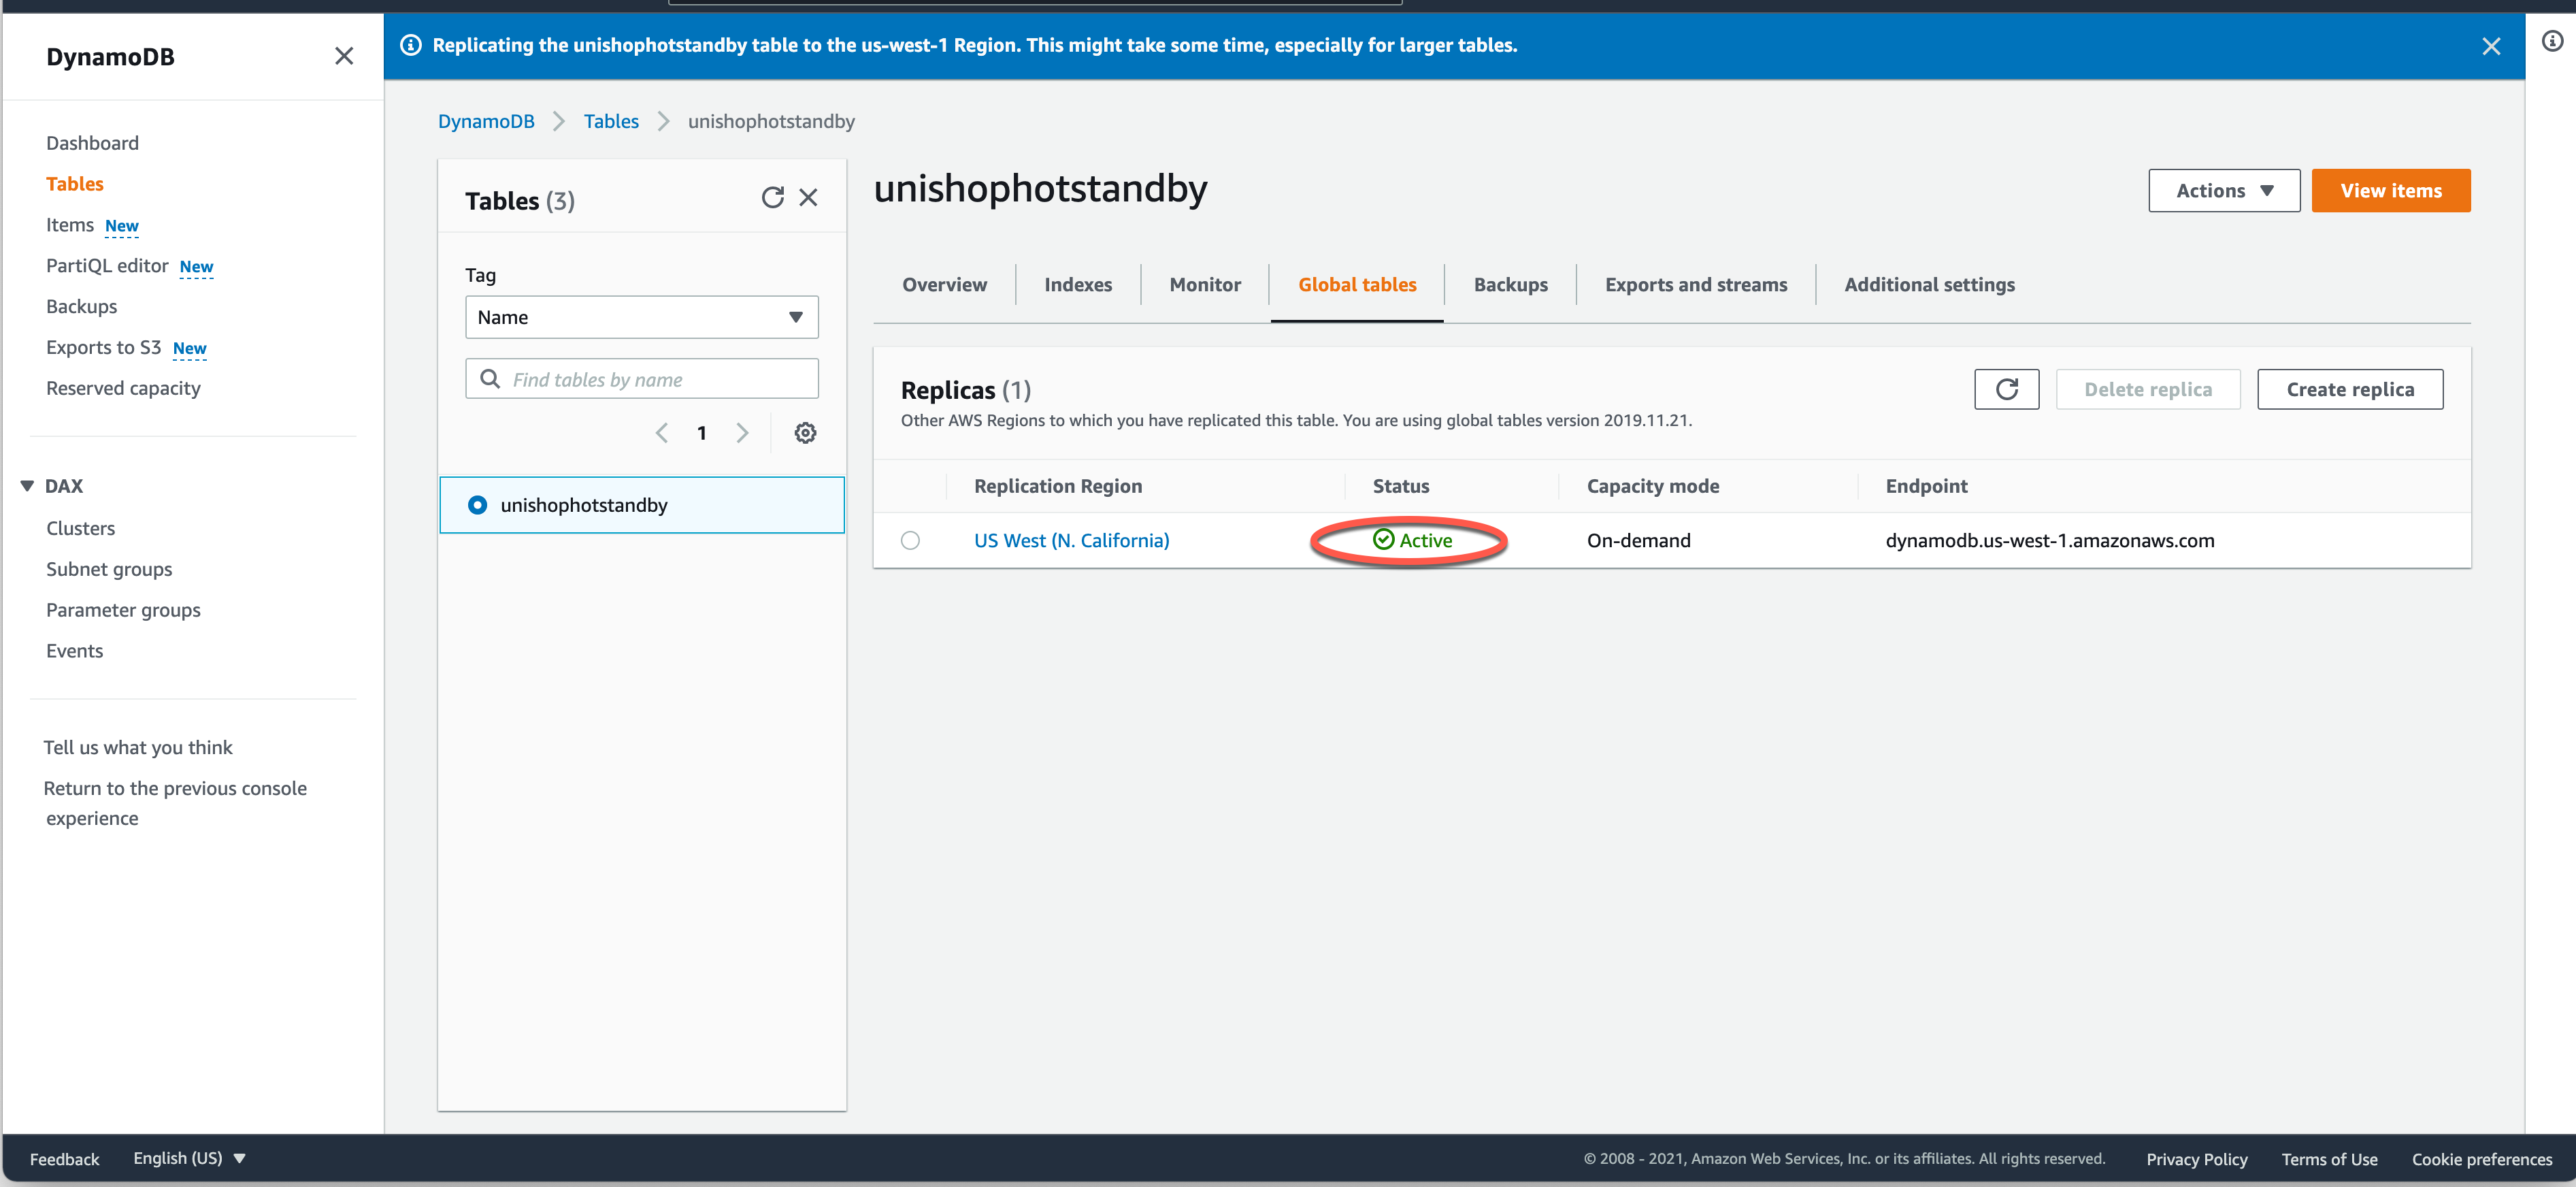 DynamoDB
Dashboard
Tables
Items New
PartiQL editor New
Backups
Exports to S3 New
Reserved capacity
DAX
Clusters
Subnet groups
Parameter groups
Events
Tell us what you think
Return to the previous console
experience
Replicating the unishophotstandby table to the us-west-1 Region. This might take some time, especially for larger tables.
DynamoDB Tables unishophotstandby
Tables (3)
Tag
Name
Find tables by name
1
unishophotstandby
unishophotstandby
Actions View items
Overview Indexes Monitor Global tables Backups Exports and streams Additional settings
Replicas (1)
Other AWS Regions to which you have replicated this table. You are using global tables version 2019.11.21.
Delete replica Create replica
Replication Region Status Capacity mode Endpoint
US West (N. California) Active On-demand dynamodb.us-west-1.amazonaws.com
Feedback English (US) © 2008 - 2021, Amazon Web Services, Inc. or its affiliates. All rights reserved. Privacy Policy Terms of Use Cookie preferences